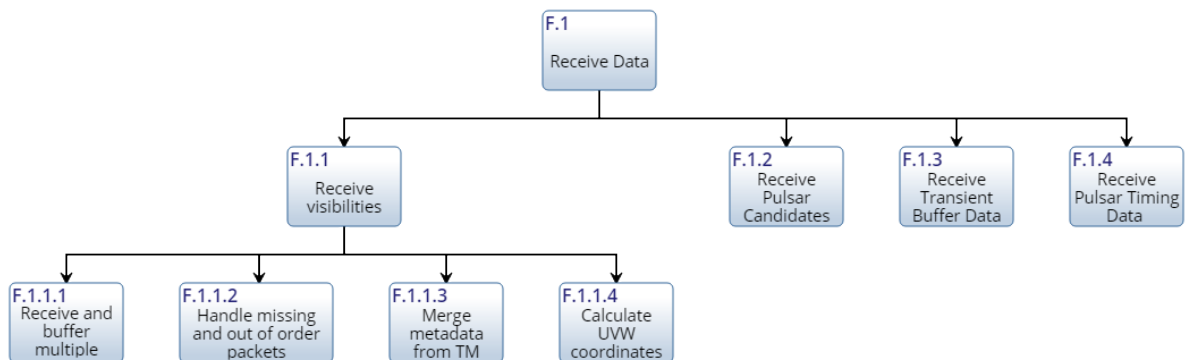 F.1
Receive Data
F.1.1
Receive
visibilities
F.1.2
Receive
Pulsar
Candidates
F.1.3
Receive
Transient
Buffer Data
F.1.4
Receive
Pulsar Timing
Data
F.1.1.1
Receive and
buffer
multiple
F.1.1.2
Handle missing
and out of order
packets
F.1.1.3
Merge
metadata
from TM
F.1.1.4
Calculate
UVW
coordinates